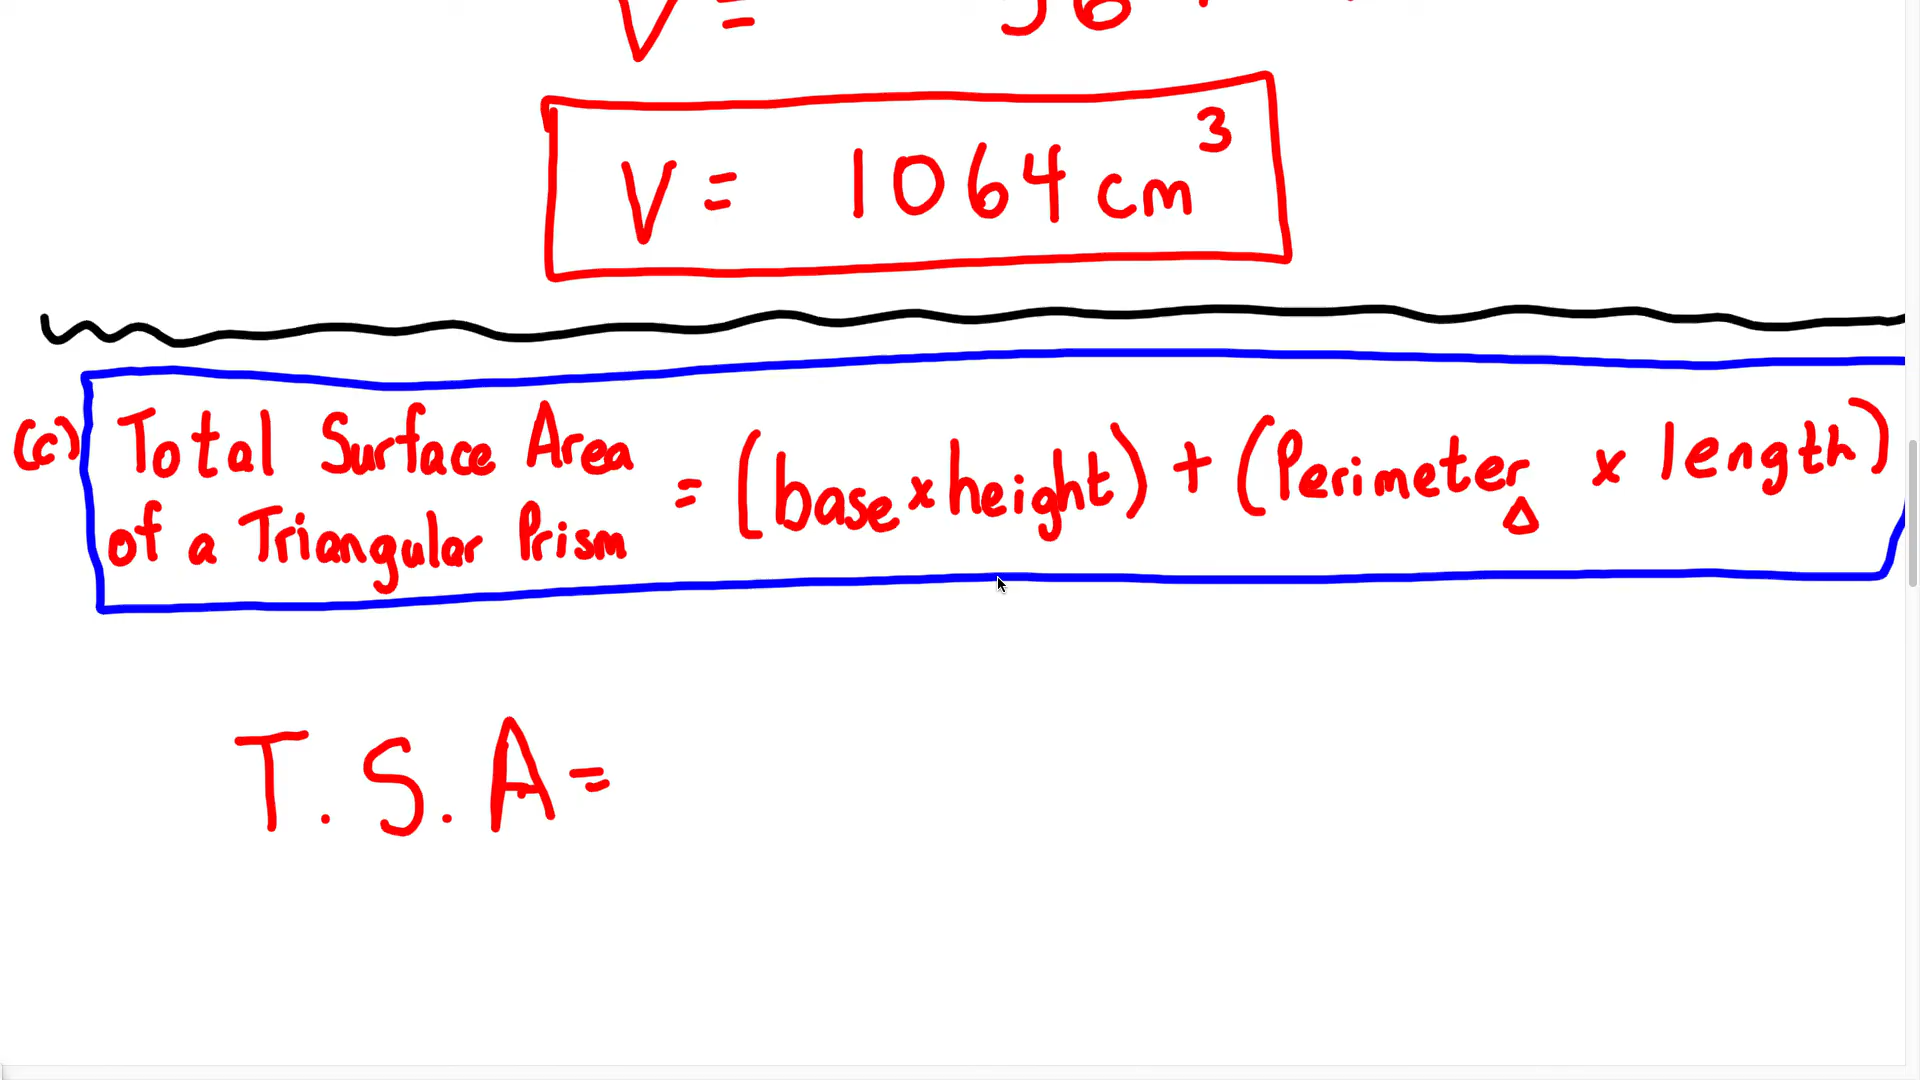 V =
V = 1064 cm³
(c) Total Surface Area of a Triangular Prism = (base x height) + (Perimeter Δ x length)
T.S.A =